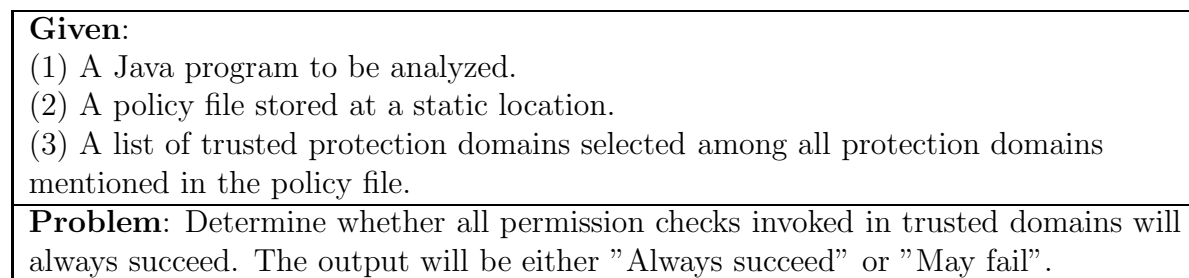 Given:
(1) A Java program to be analyzed.
(2) A policy file stored at a static location.
(3) A list of trusted protection domains selected among all protection domains
mentioned in the policy file.
Problem: Determine whether all permission checks invoked in trusted domains will
always succeed. The output will be either ”Always succeed” or ”May fail”.